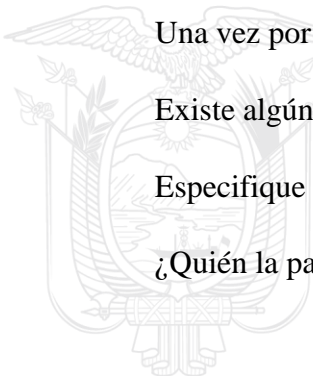 Una vez por
Existe algún
Especifique
¿Quién la pa